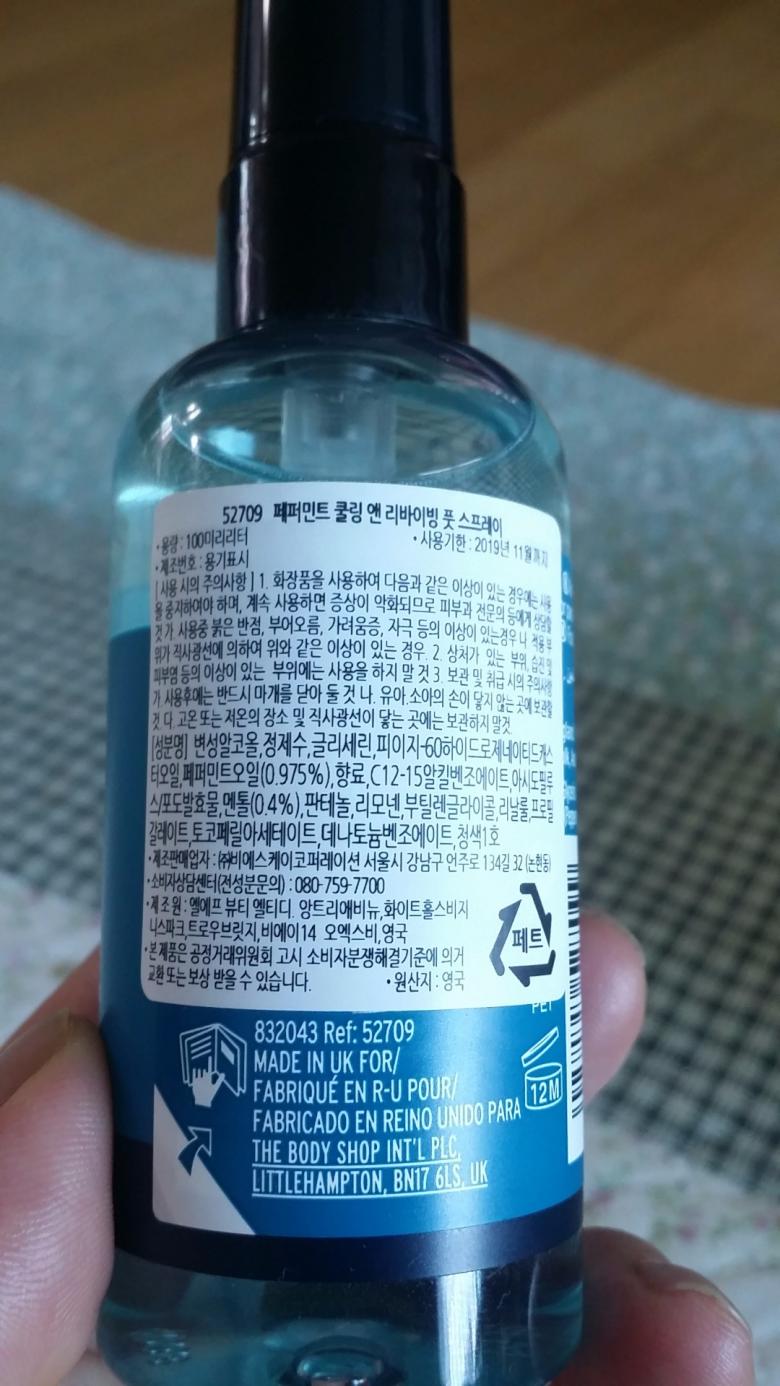 52709 페퍼민트 쿨링 앤 리바이빙 풋 스프레이
•용량 : 100미리리터 •사용기한 : 2019년 11월까지
•제조번호 : 용기표시
[사용 시의 주의사항] 1. 화장품을 사용하여 다음과 같은 이상이 있는 경우에는 사용
을 중지하여야 하며, 계속 사용하면 증상이 악화되므로 피부과 전문의 등에게 상담할
것 가. 사용중 붉은 반점, 부어오름, 가려움증, 자극 등의 이상이 있는경우 나. 적용 부
위가 직사광선에 의하여 위와 같은 이상이 있는 경우. 2. 상처가 있는 부위, 습진 및
피부염 등의 이상이 있는 부위에는 사용을 하지 말 것 3. 보관 및 취급 시의 주의사항
가. 사용후에는 반드시 마개를 닫아 둘 것 나. 유아.소아의 손이 닿지 않는 곳에 보관할
것. 다. 고온 또는 저온의 장소 및 직사광선이 닿는 곳에는 보관하지 말것.
[성분명] 변성알코올,정제수,글리세린,피이지-60하이드로제네이티드캐스
터오일,페퍼민트오일(0.975%),향료,C12-15알킬벤조에이트,아시도필루
스/포도발효물,멘톨(0.4%),판테놀,리모넨,부틸렌글라이콜,리날룰,프로필
갈레이트,토코페릴아세테이트,데나토늄벤조에이트,청색1호
•제조판매업자 : ㈜비에스케이코퍼레이션 서울시 강남구 언주로 134길 32 (논현동)
•소비자상담센터(전성분문의) : 080-759-7700
•제 조 원 : 엘에프 뷰티 엘티디. 앙트리애비뉴,화이트홀스비지
니스파크,트로우브릿지,비에이14 오엑스비,영국
•본 제품은 공정거래위원회 고시 소비자분쟁해결기준에 의거
교환 또는 보상 받을 수 있습니다. •원산지 : 영국
페트
PET
832043 Ref: 52709
MADE IN UK FOR/
FABRIQUÉ EN R-U POUR/
FABRICADO EN REINO UNIDO PARA
THE BODY SHOP INT'L PLC,
LITTLEHAMPTON, BN17 6LS, UK
12M